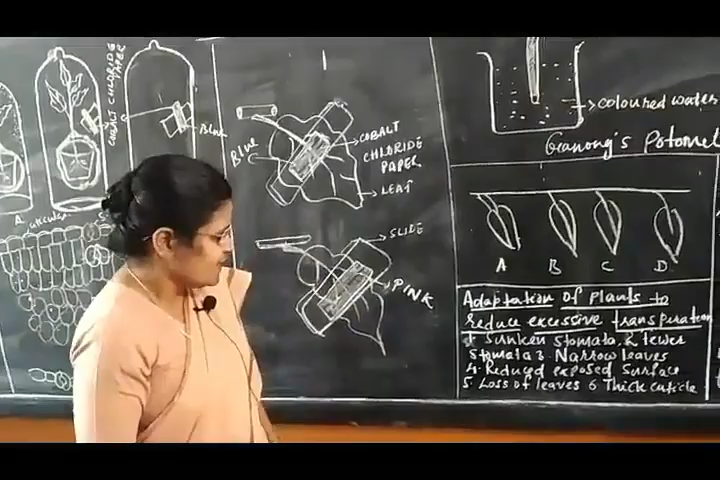 COBALT CHLORIDE
PAPER
Blue
A
cuticular
Blue
COBALT
CHLORIDE
PAPER
LEAF
SLIDE
PINK
coloured water
Ganong's Potomet
A B C D
Adaptation of plants to
reduce excessive transpiration
1 Sunken stomata 2 fewer
Stomata 3. Narrow leaves
4. Reduced exposed surface
5. Loss of leaves 6 Thick cuticle